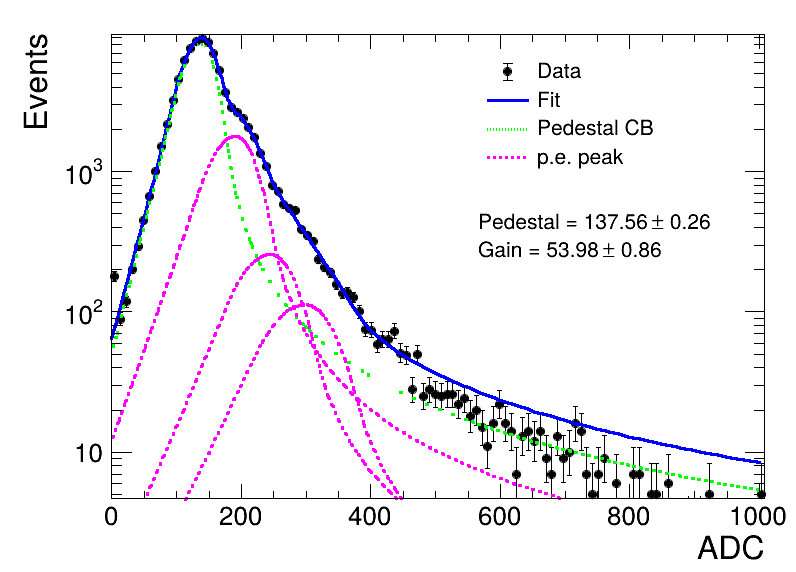 Events
Data
Fit
Pedestal CB
p.e. peak
Pedestal = 137.56 ± 0.26
Gain = 53.98 ± 0.86
10³
10²
10
0 200 400 600 800 1000
ADC